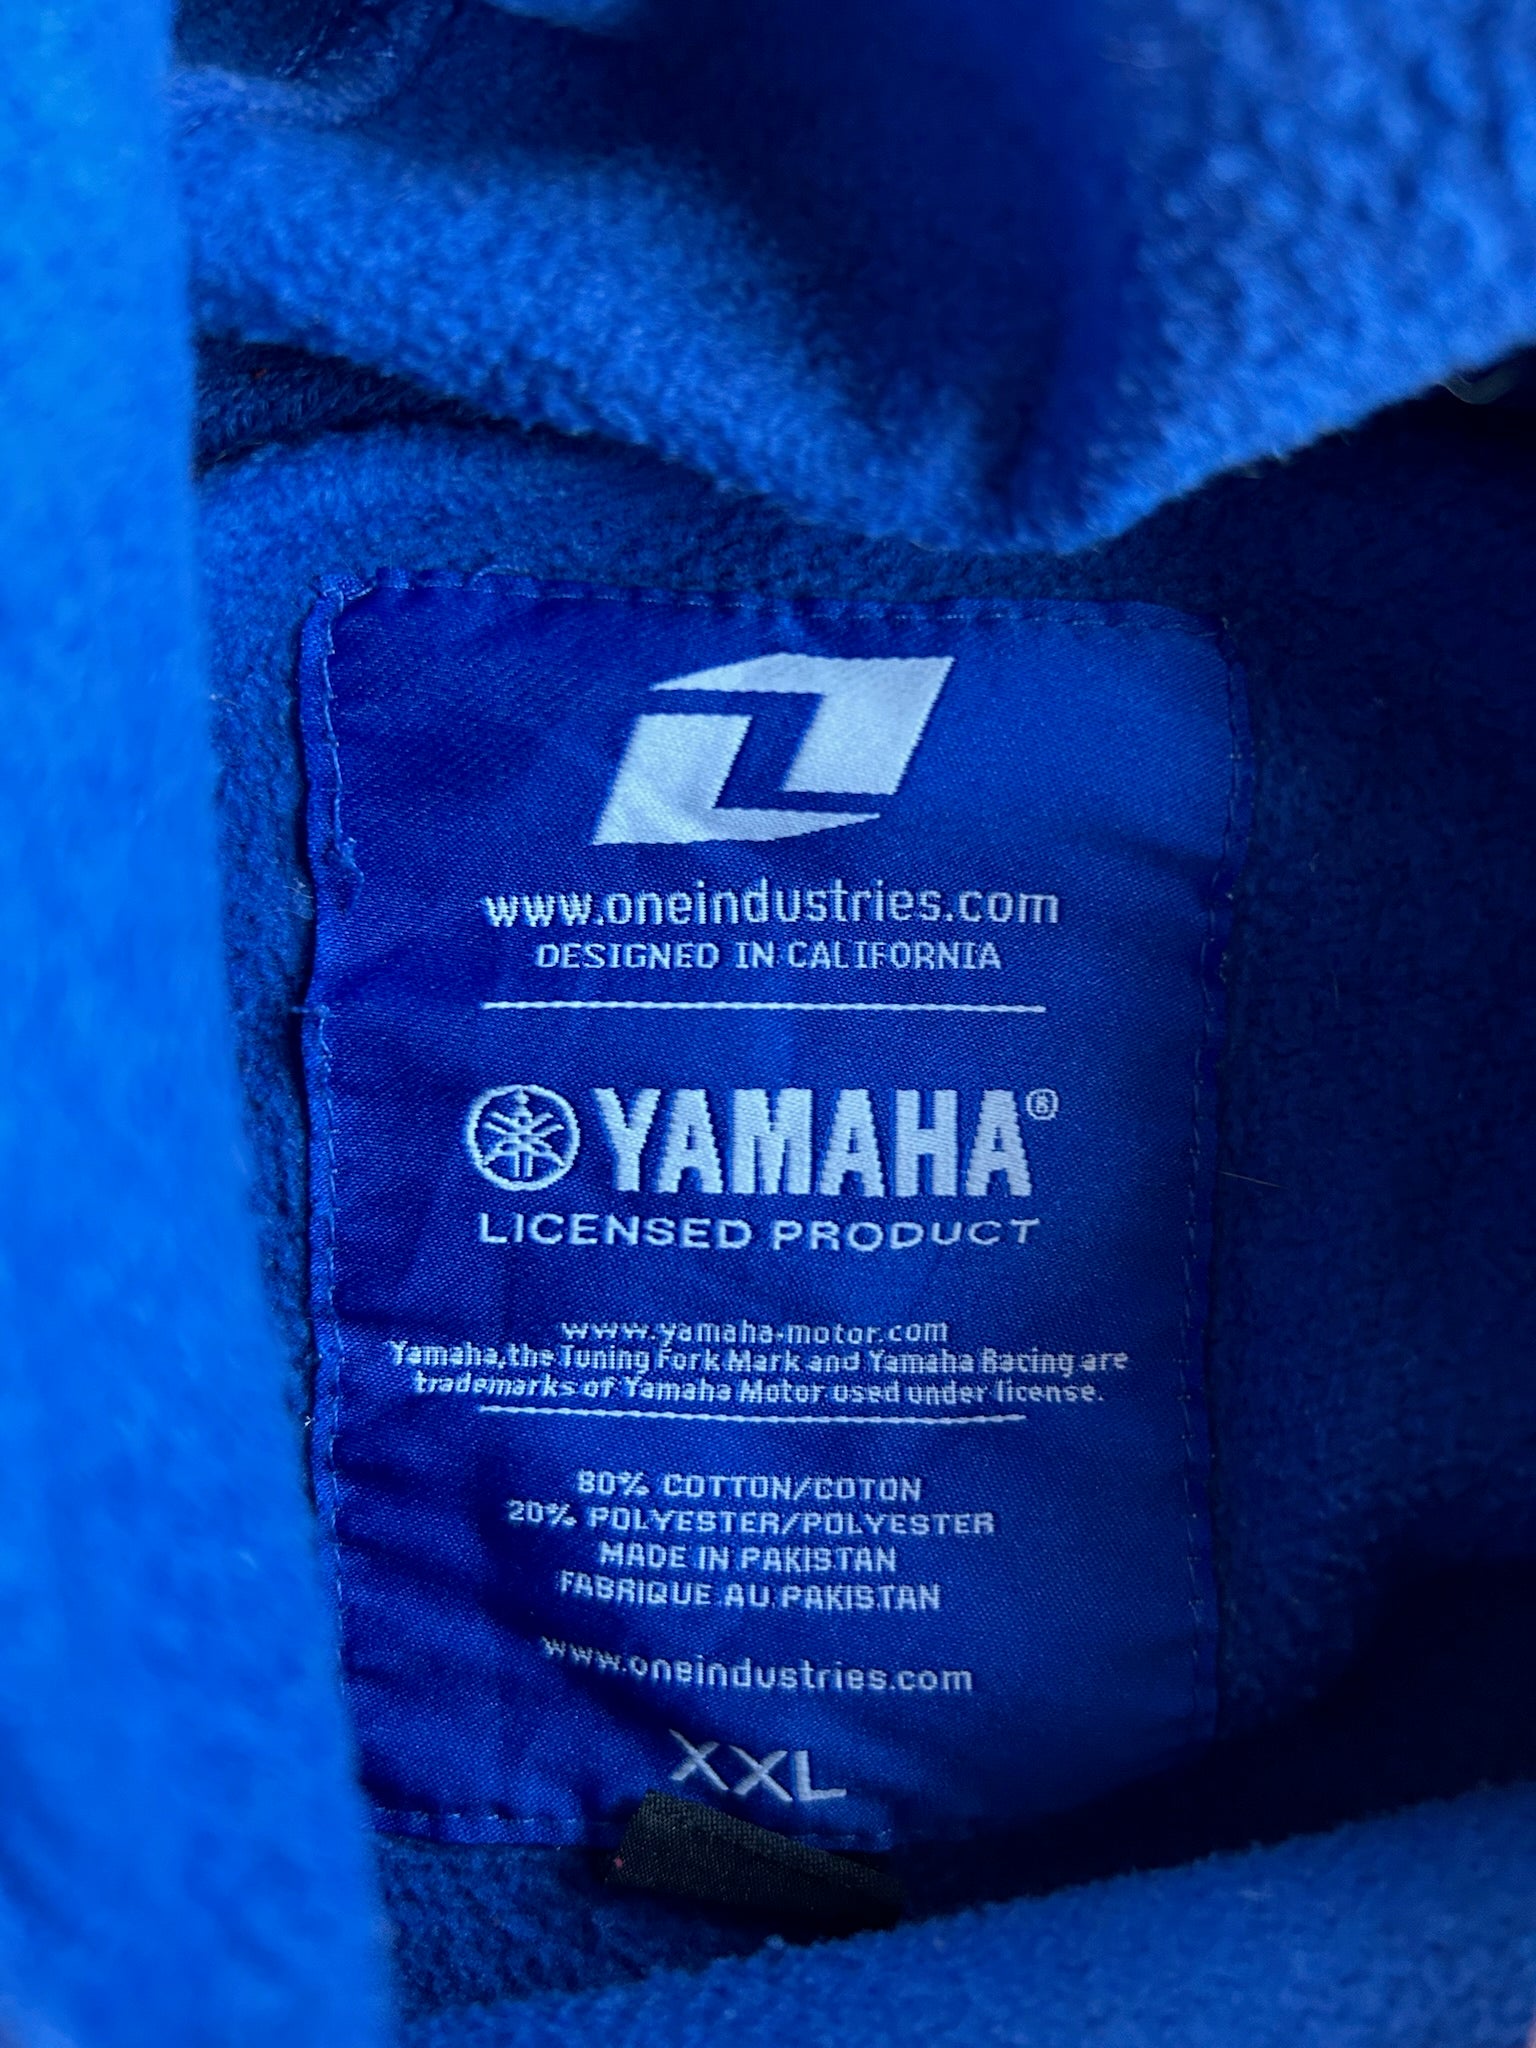 www.oneindustries.com
DESIGNED IN CALIFORNIA
YAMAHA®
LICENSED PRODUCT
www.yamaha-motor.com
Yamaha, the Tuning Fork Mark and Yamaha Racing are
trademarks of Yamaha Motor used under license.
80% COTTON/COTON
20% POLYESTER/POLYESTER
MADE IN PAKISTAN
FABRIQUE AU PAKISTAN
www.oneindustries.com
XXL